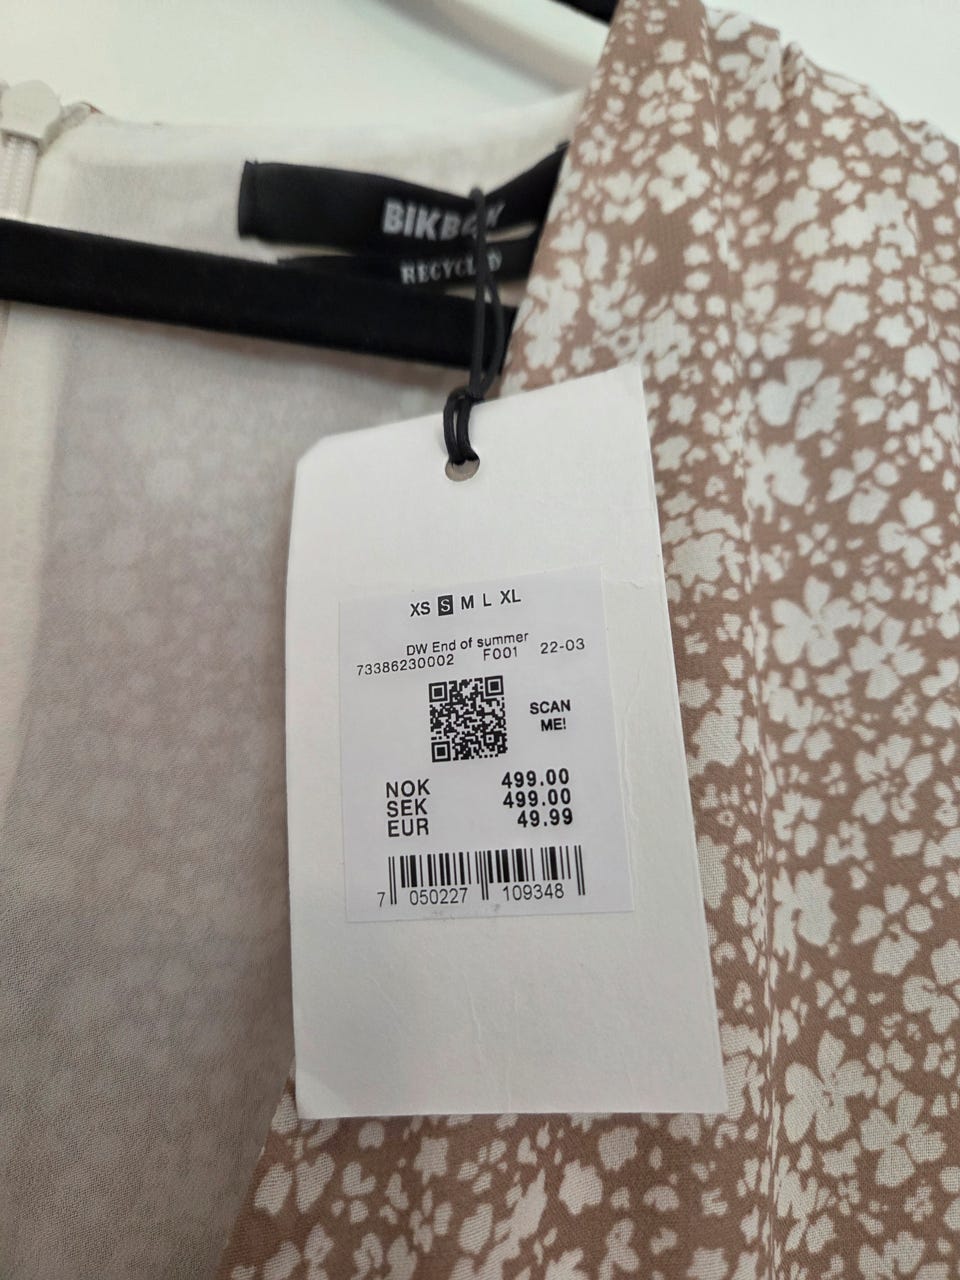 BIKBOK
RECYCLED
XS S M L XL
DW End of summer
73386230002 F001 22-03
SCAN
ME!
NOK 499.00
SEK 499.00
EUR 49.99
7 050227 109348